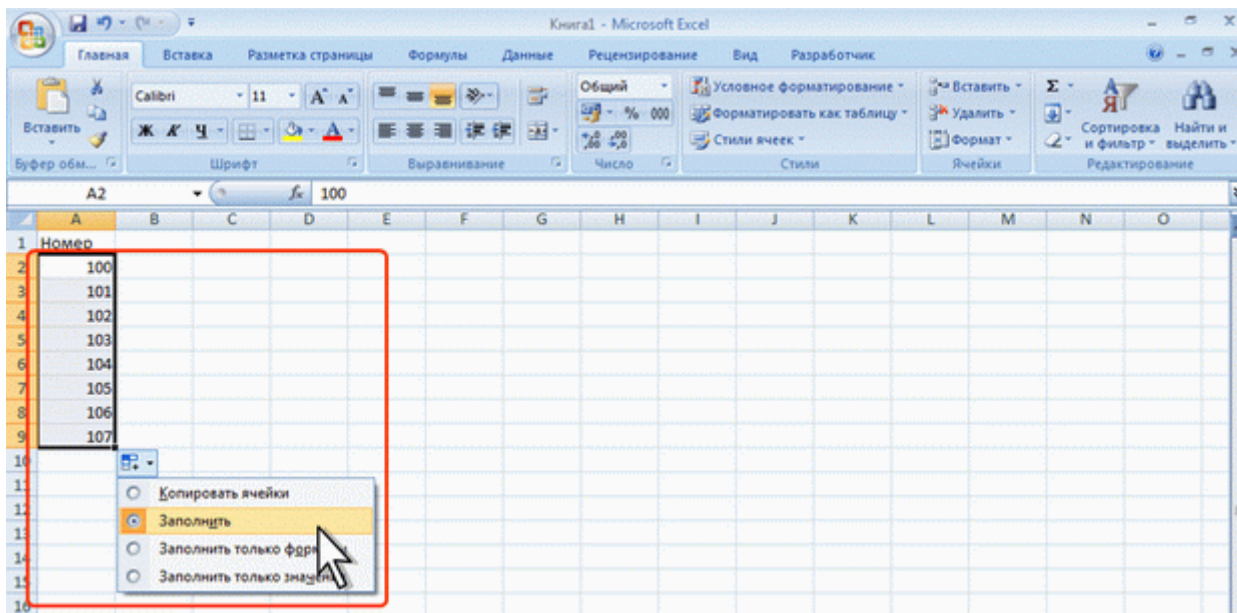 Книга1 - Microsoft Excel
Главная Вставка Разметка страницы Формулы Данные Рецензирование Вид Разработчик
Calibri 11 A A Общий Условное форматирование Вставить Σ
Вставить Ж К Ч А % 000 Форматировать как таблицу Удалить Сортировка Найти и
Стили ячеек Формат и фильтр выделить
Буфер обм... Шрифт Выравнивание Число Стили Ячейки Редактирование
A2 fx 100
A B C D E F G H I J K L M N O
1 Номер
2 100
3 101
4 102
5 103
6 104
7 105
8 106
9 107
10
11 Копировать ячейки
12 Заполнить
13
14 Заполнить только
15 Заполнить только
16